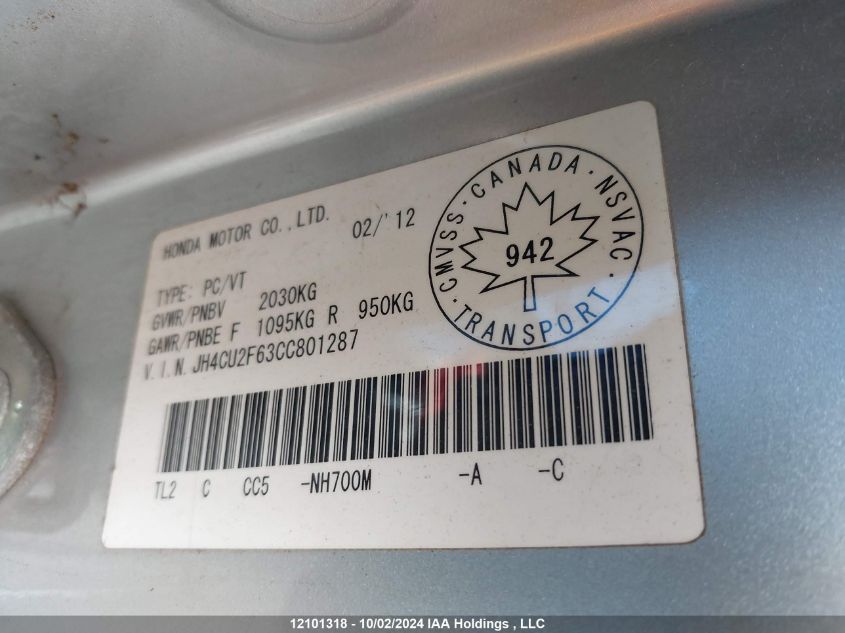 HONDA MOTOR CO.,LTD. 02/'12
TYPE: PC/VT
GVWR/PNBV 2030KG
GAWR/PNBE F 1095KG R 950KG
V.I.N. JH4CU2F63CC801287
CMVSS · CANADA · NSVAC · TRANSPORT ·
942
TL2 C CC5 -NH700M -A -C
12101318 - 10/02/2024 IAA Holdings , LLC